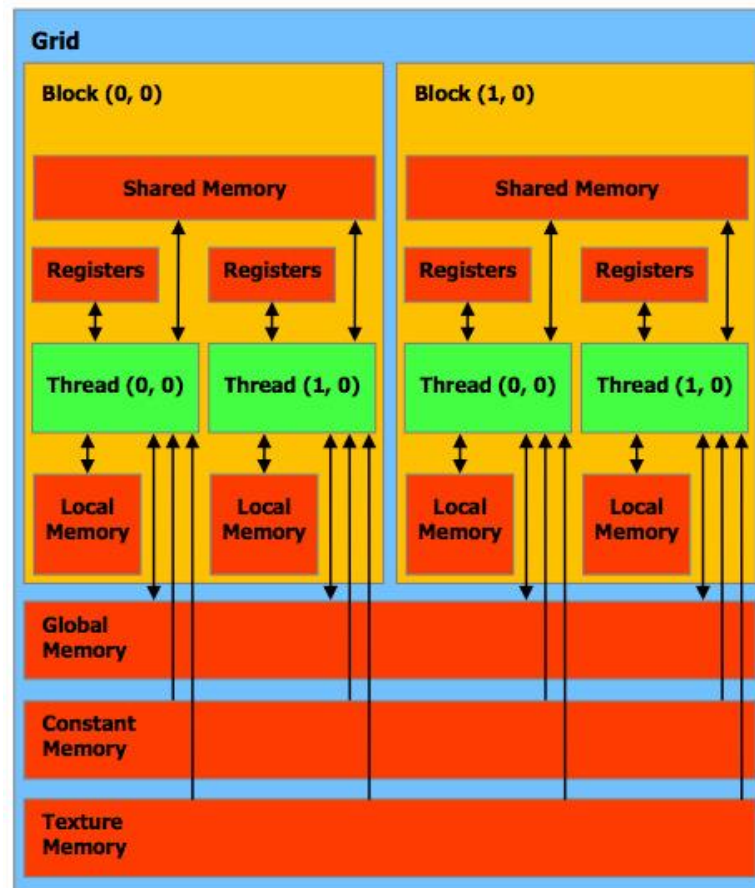 Grid
Block (0, 0)
Block (1, 0)
Shared Memory
Shared Memory
Registers
Registers
Registers
Registers
Thread (0, 0)
Thread (1, 0)
Thread (0, 0)
Thread (1, 0)
Local
Memory
Local
Memory
Local
Memory
Local
Memory
Global
Memory
Constant
Memory
Texture
Memory